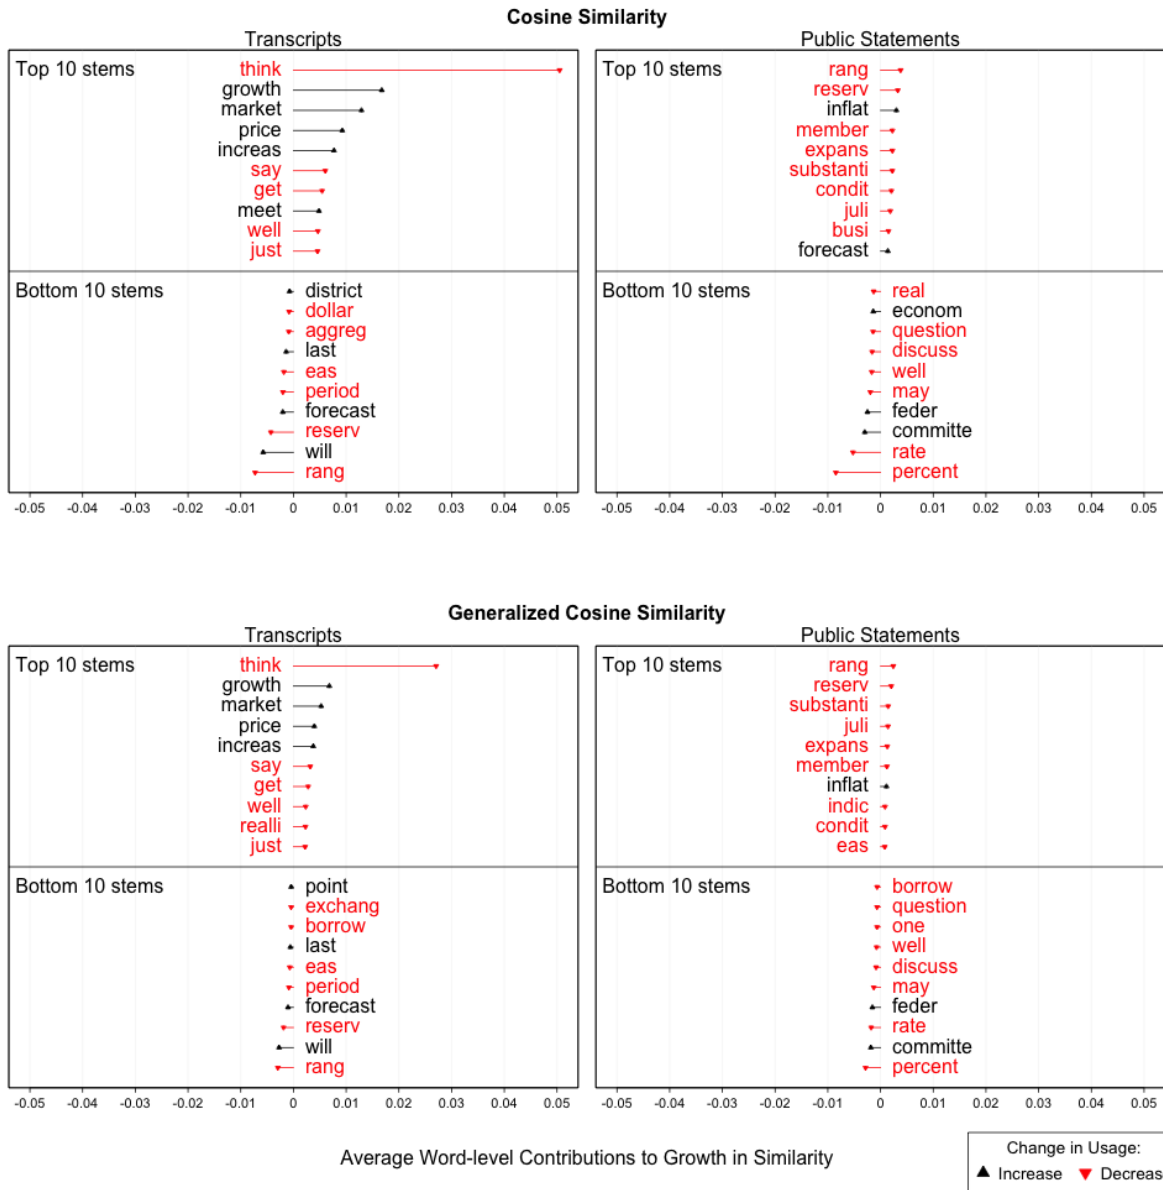 Cosine Similarity
Transcripts
Top 10 stems
think
growth
market
price
increas
say
get
meet
well
just
Bottom 10 stems
district
dollar
aggreg
last
eas
period
forecast
reserv
will
rang
-0.05 -0.04 -0.03 -0.02 -0.01 0 0.01 0.02 0.03 0.04 0.05
Public Statements
Top 10 stems
rang
reserv
inflat
member
expans
substanti
condit
juli
busi
forecast
Bottom 10 stems
real
econom
question
discuss
well
may
feder
committe
rate
percent
-0.05 -0.04 -0.03 -0.02 -0.01 0 0.01 0.02 0.03 0.04 0.05
Generalized Cosine Similarity
Transcripts
Top 10 stems
think
growth
market
price
increas
say
get
well
realli
just
Bottom 10 stems
point
exchang
borrow
last
eas
period
forecast
reserv
will
rang
-0.05 -0.04 -0.03 -0.02 -0.01 0 0.01 0.02 0.03 0.04 0.05
Public Statements
Top 10 stems
rang
reserv
substanti
juli
expans
member
inflat
indic
condit
eas
Bottom 10 stems
borrow
question
one
well
discuss
may
feder
rate
committe
percent
-0.05 -0.04 -0.03 -0.02 -0.01 0 0.01 0.02 0.03 0.04 0.05
Average Word-level Contributions to Growth in Similarity
Change in Usage:
Increase Decreas